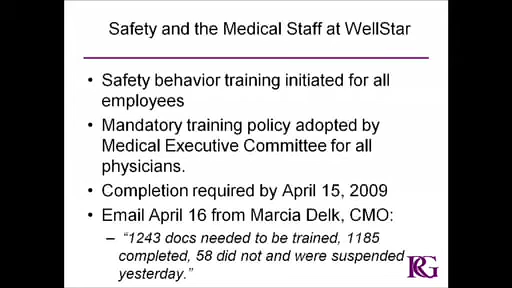 Safety and the Medical Staff at WellStar
• Safety behavior training initiated for all
employees
• Mandatory training policy adopted by
Medical Executive Committee for all
physicians.
• Completion required by April 15, 2009
• Email April 16 from Marcia Delk, CMO:
– “1243 docs needed to be trained, 1185
completed, 58 did not and were suspended
yesterday.”
RG